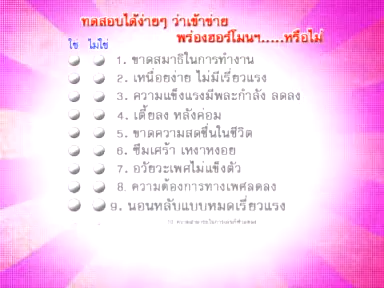 ทดสอบได้ง่ายๆ ว่าเข้าข่าย
พร่องฮอร์โมนฯ.....หรือไม่
ใช่ ไม่ใช่
1. ขาดสมาธิในการทำงาน
2. เหนื่อยง่าย ไม่มีเรี่ยวแรง
3. ความแข็งแรงมีพละกำลัง ลดลง
4. เตี้ยลง หลังค่อม
5. ขาดความสดชื่นในชีวิต
6. ซึมเศร้า เหงาหงอย
7. อวัยวะเพศไม่แข็งตัว
8. ความต้องการทางเพศลดลง
9. นอนหลับแบบหมดเรี่ยวแรง